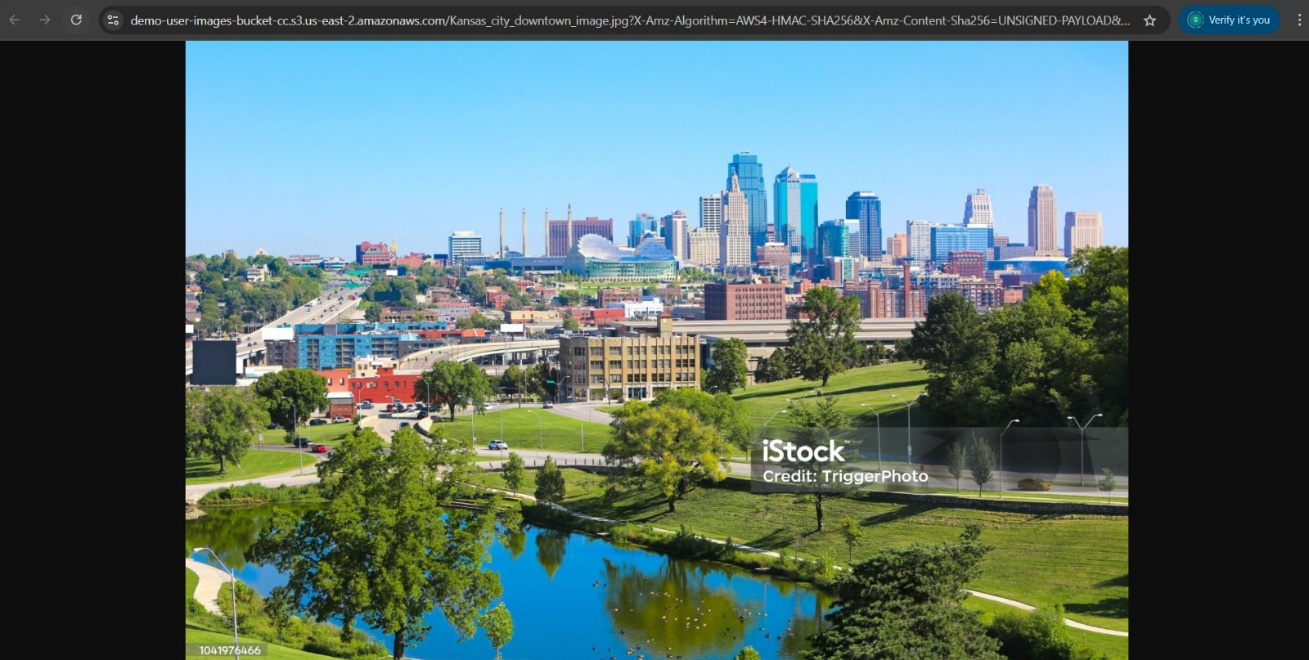 demo-user-images-bucket-cc.s3.us-east-2.amazonaws.com/Kansas_city_downtown_image.jpg?X-Amz-Algorithm=AWS4-HMAC-SHA256&X-Amz-Content-Sha256=UNSIGNED-PAYLOAD&...
Verify it's you
iStock™
Credit: TriggerPhoto
1041976466